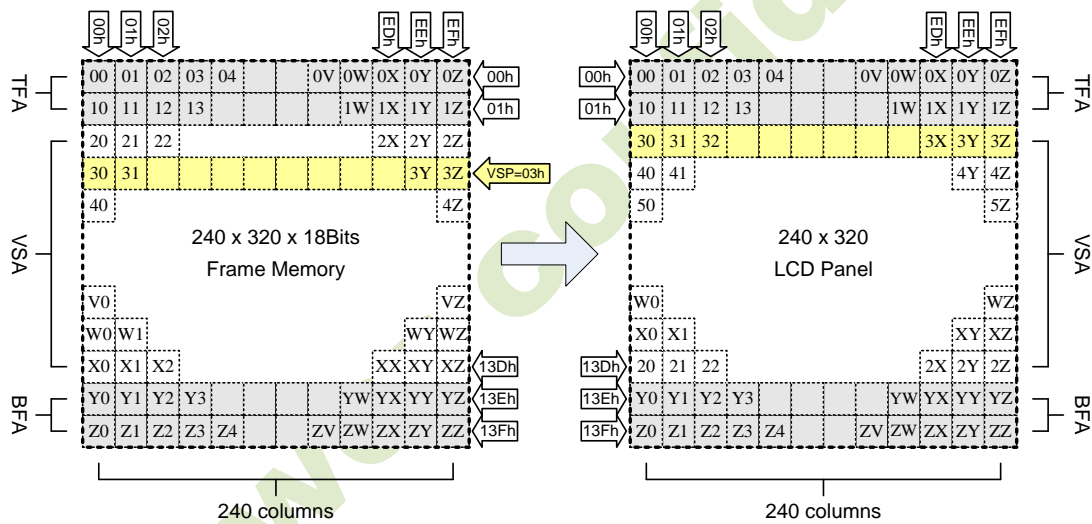 00h 01h 02h EDh EEh EFh 00h 01h 02h EDh EEh EFh
TFA 00 01 02 03 04 0V 0W 0X 0Y 0Z 00h 00h 00 01 02 03 04 0V 0W 0X 0Y 0Z TFA
10 11 12 13 1W 1X 1Y 1Z 01h 01h 10 11 12 13 1W 1X 1Y 1Z
20 21 22 2X 2Y 2Z 30 31 32 3X 3Y 3Z
30 31 3Y 3Z VSP=03h 40 41 4Y 4Z
40 4Z 50 5Z
VSA 240 x 320 x 18Bits 240 x 320 VSA
Frame Memory LCD Panel
V0 VZ W0 WZ
W0 W1 WY WZ X0 X1 XY XZ
X0 X1 X2 XX XY XZ 13Dh 13Dh 20 21 22 2X 2Y 2Z
BFA Y0 Y1 Y2 Y3 YW YX YY YZ 13Eh 13Eh Y0 Y1 Y2 Y3 YW YX YY YZ BFA
Z0 Z1 Z2 Z3 Z4 ZV ZW ZX ZY ZZ 13Fh 13Fh Z0 Z1 Z2 Z3 Z4 ZV ZW ZX ZY ZZ
240 columns 240 columns